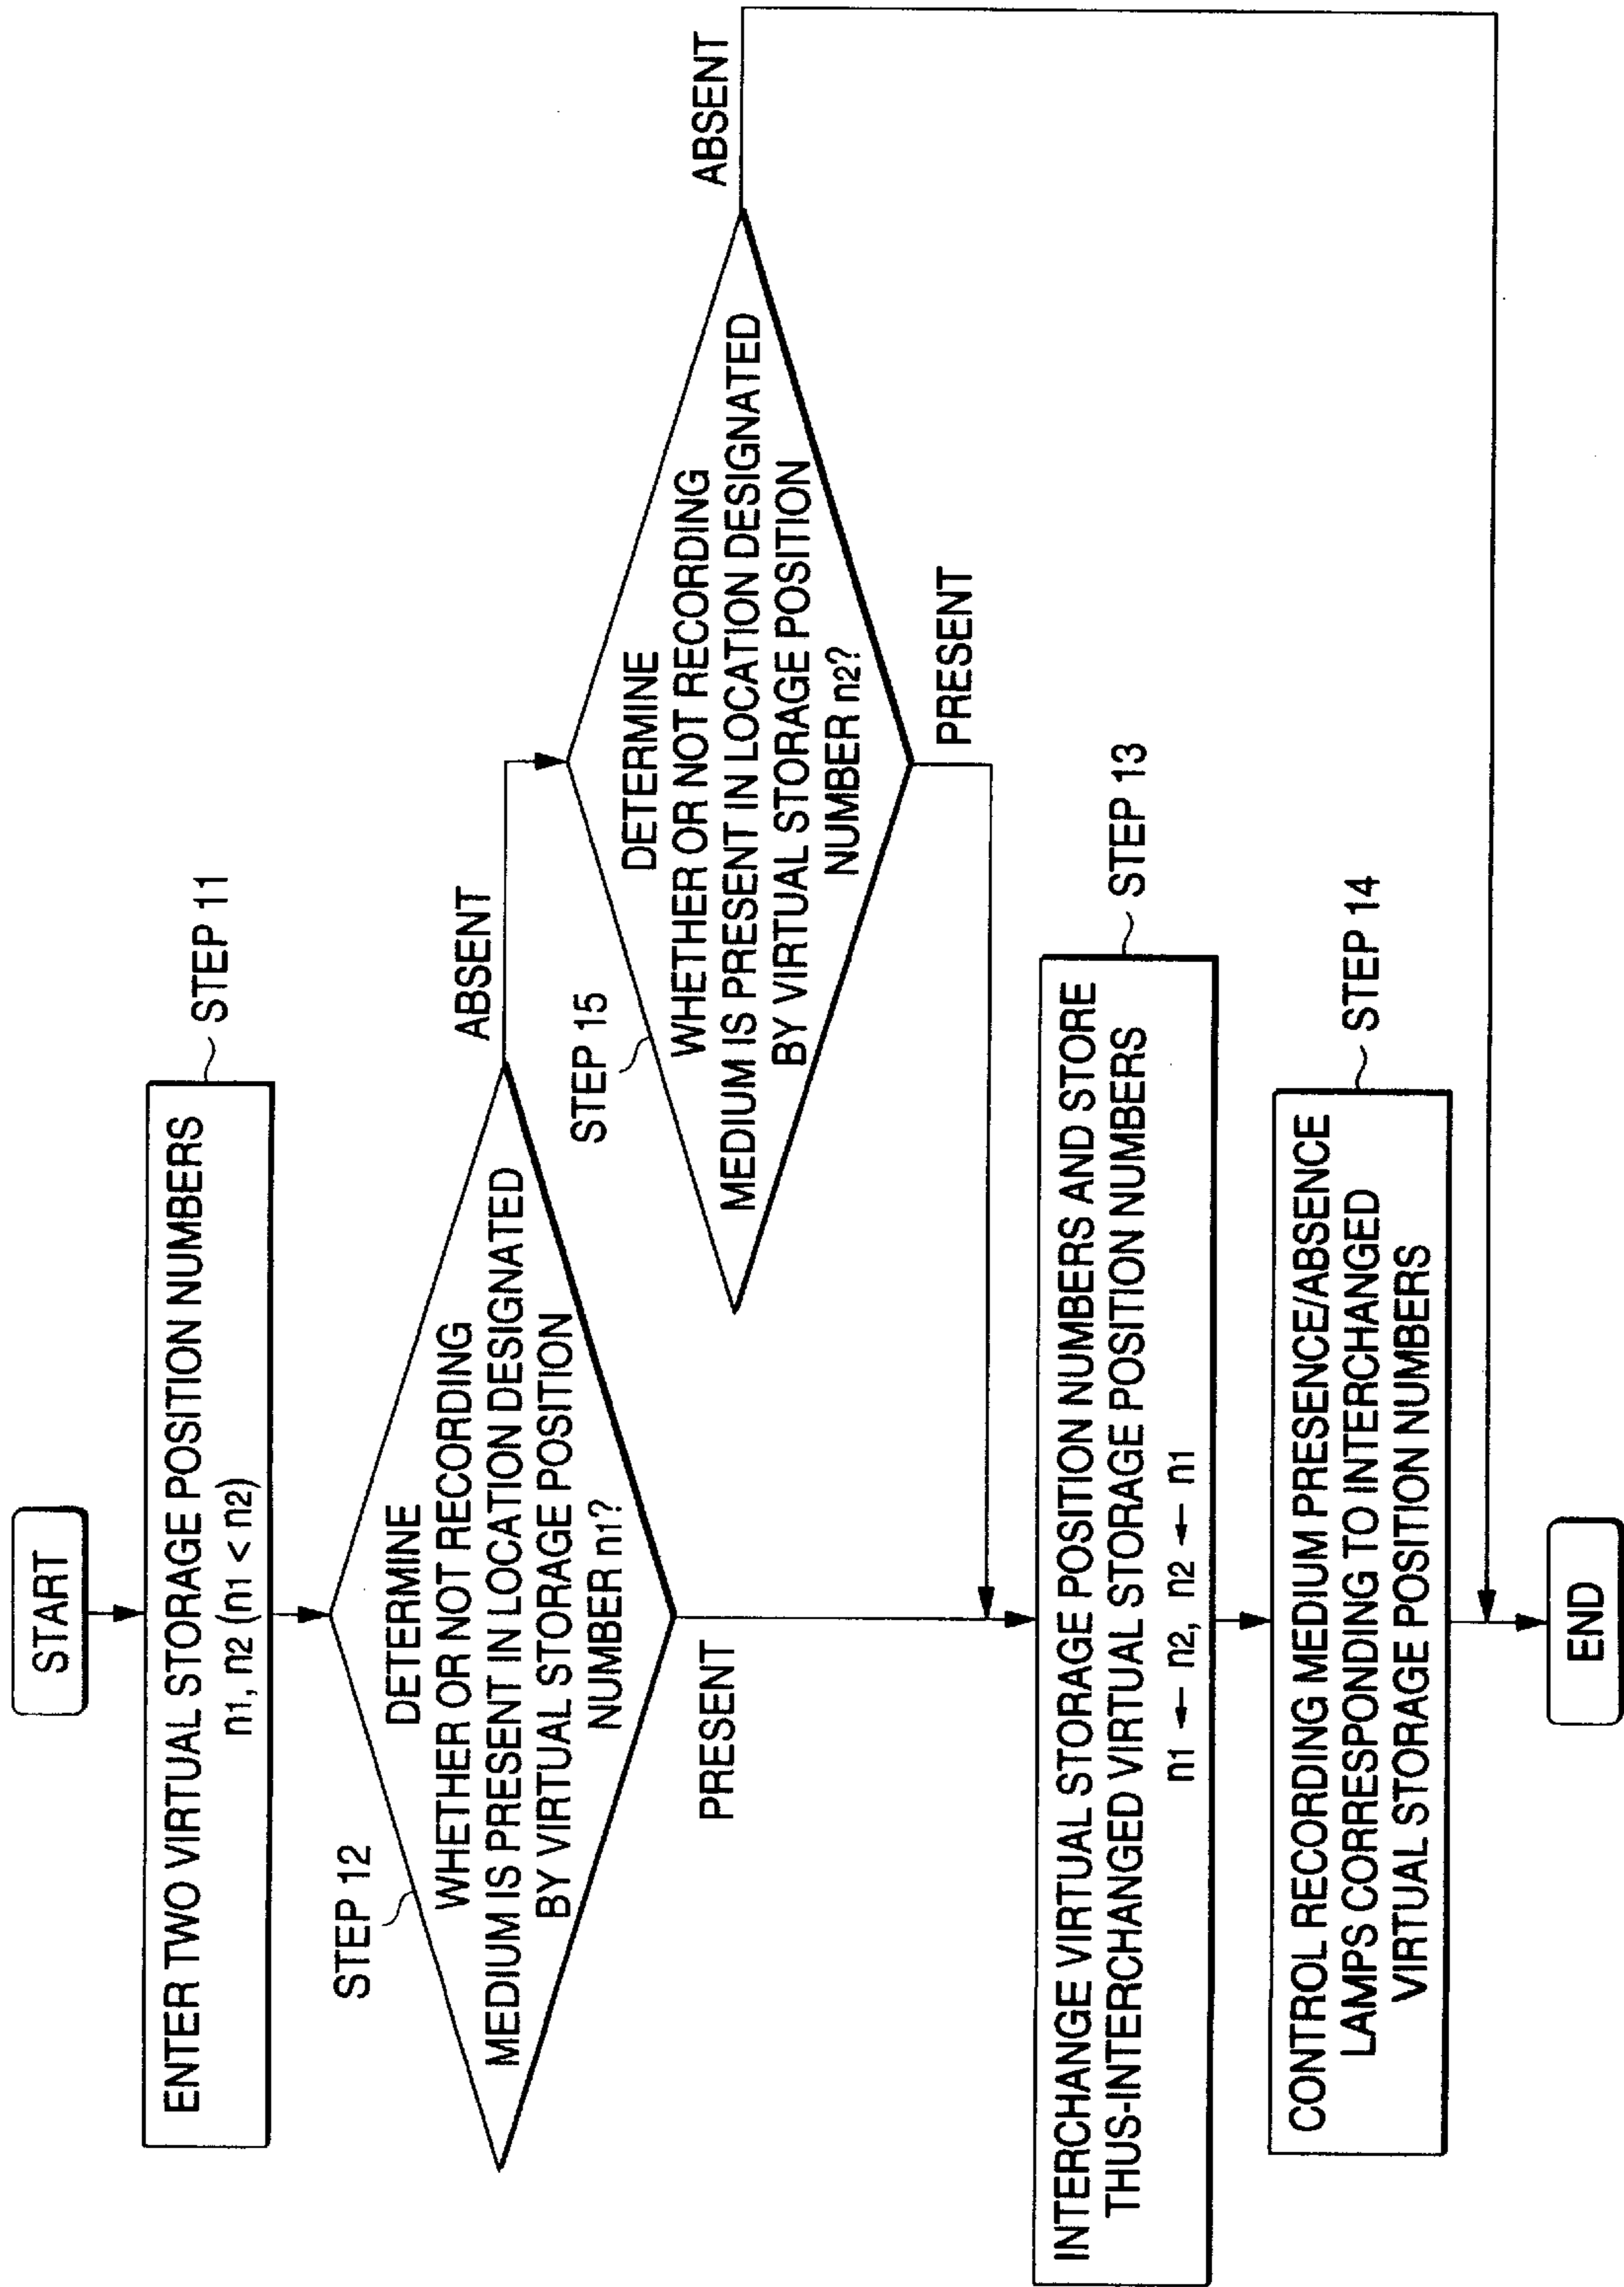 START
ENTER TWO VIRTUAL STORAGE POSITION NUMBERS
n1, n2 (n1 < n2)
STEP 11
STEP 12
DETERMINE
WHETHER OR NOT RECORDING
MEDIUM IS PRESENT IN LOCATION DESIGNATED
BY VIRTUAL STORAGE POSITION
NUMBER n1?
ABSENT
PRESENT
STEP 15
DETERMINE
WHETHER OR NOT RECORDING
MEDIUM IS PRESENT IN LOCATION DESIGNATED
BY VIRTUAL STORAGE POSITION
NUMBER n2?
ABSENT
PRESENT
INTERCHANGE VIRTUAL STORAGE POSITION NUMBERS AND STORE
THUS-INTERCHANGED VIRTUAL STORAGE POSITION NUMBERS
n1 ← n2, n2 ← n1
STEP 13
CONTROL RECORDING MEDIUM PRESENCE/ABSENCE
LAMPS CORRESPONDING TO INTERCHANGED
VIRTUAL STORAGE POSITION NUMBERS
STEP 14
END